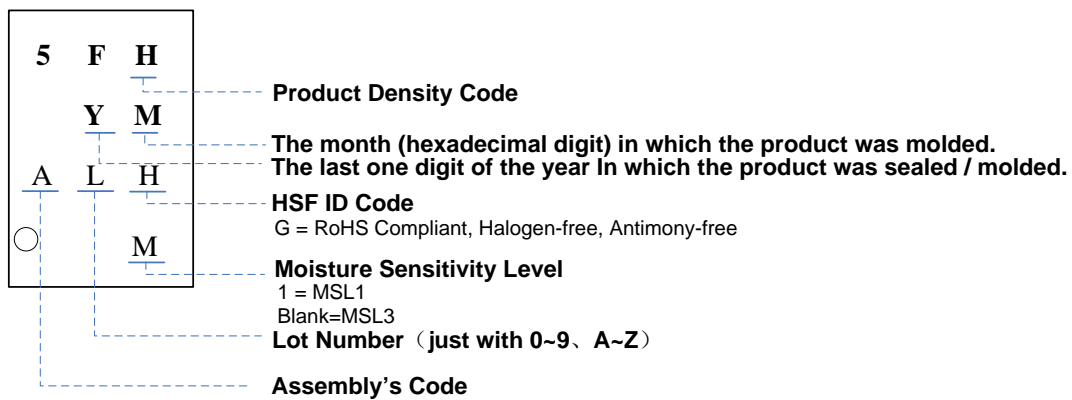 5 F H
Product Density Code
Y M
The month (hexadecimal digit) in which the product was molded.
The last one digit of the year In which the product was sealed / molded.
A L H
HSF ID Code
G = RoHS Compliant, Halogen-free, Antimony-free
M
Moisture Sensitivity Level
1 = MSL1
Blank=MSL3
Lot Number（just with 0~9、A~Z）
Assembly's Code